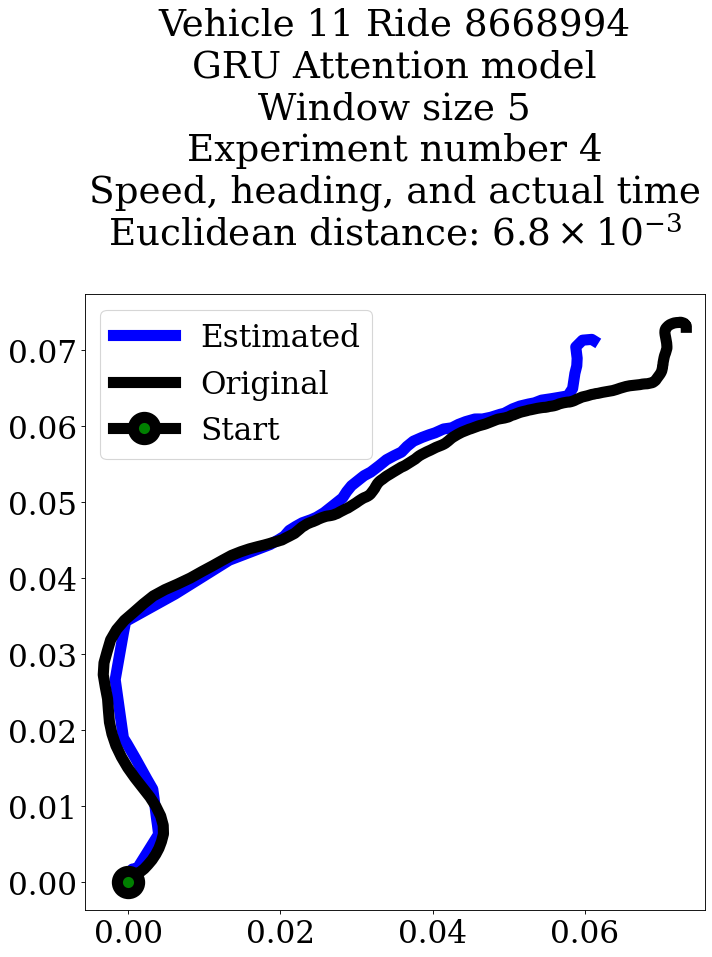 Vehicle 11 Ride 8668994
GRU Attention model
Window size 5
Experiment number 4
Speed, heading, and actual time
Euclidean distance: 6.8 × 10⁻³
Estimated
Original
Start
0.07
0.06
0.05
0.04
0.03
0.02
0.01
0.00
0.00 0.02 0.04 0.06